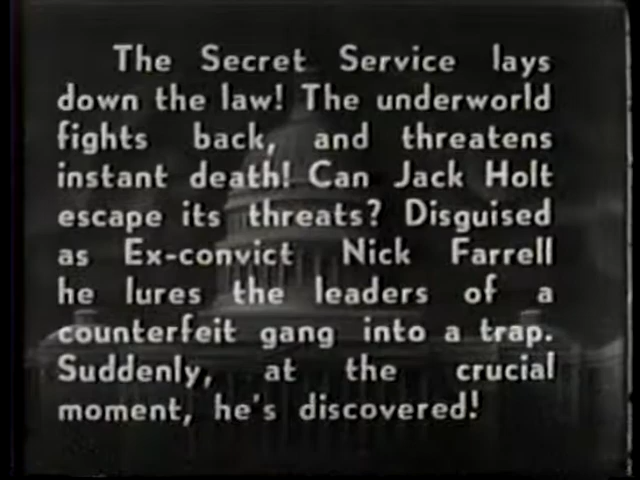 The Secret Service lays
down the law! The underworld
fights back, and threatens
instant death! Can Jack Holt
escape its threats? Disguised
as Ex-convict Nick Farrell
he lures the leaders of a
counterfeit gang into a trap.
Suddenly, at the crucial
moment, he's discovered!